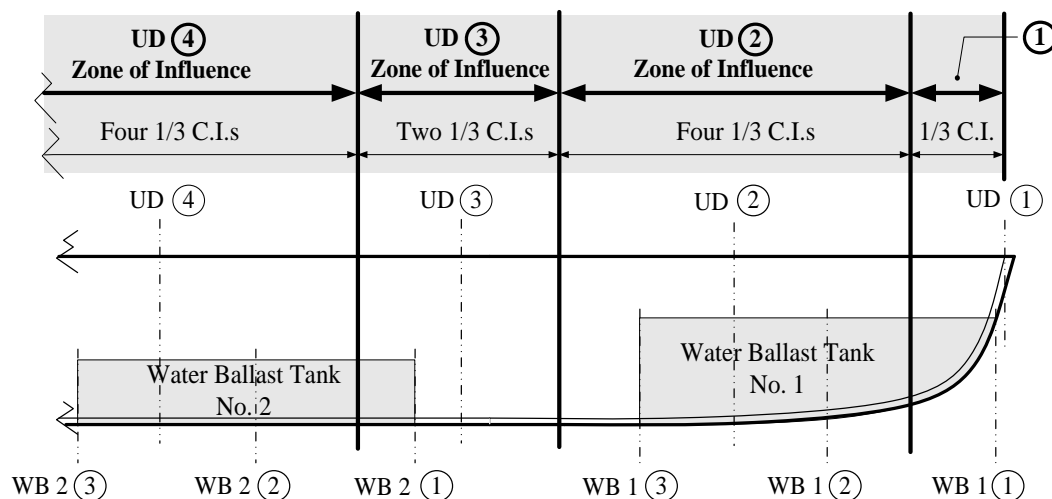 UD ④ UD ③ UD ② ①
Zone of Influence Zone of Influence Zone of Influence
Four 1/3 C.I.s Two 1/3 C.I.s Four 1/3 C.I.s 1/3 C.I.
UD ④ UD ③ UD ② UD ①
Water Ballast Tank
No. 2
Water Ballast Tank
No. 1
WB 2 ③ WB 2 ② WB 2 ① WB 1 ③ WB 1 ② WB 1 ①